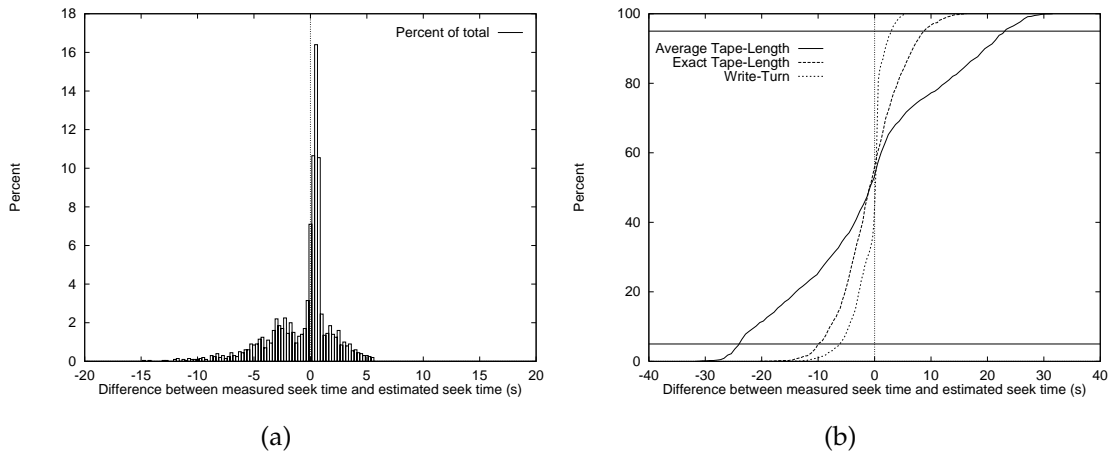 18
16
14
12
10
8
6
4
2
0
-20 -15 -10 -5 0 5 10 15 20
Percent
Difference between measured seek time and estimated seek time (s)
Percent of total
(a)
100
80
60
40
20
0
-40 -30 -20 -10 0 10 20 30 40
Percent
Difference between measured seek time and estimated seek time (s)
Average Tape-Length
Exact Tape-Length
Write-Turn
(b)